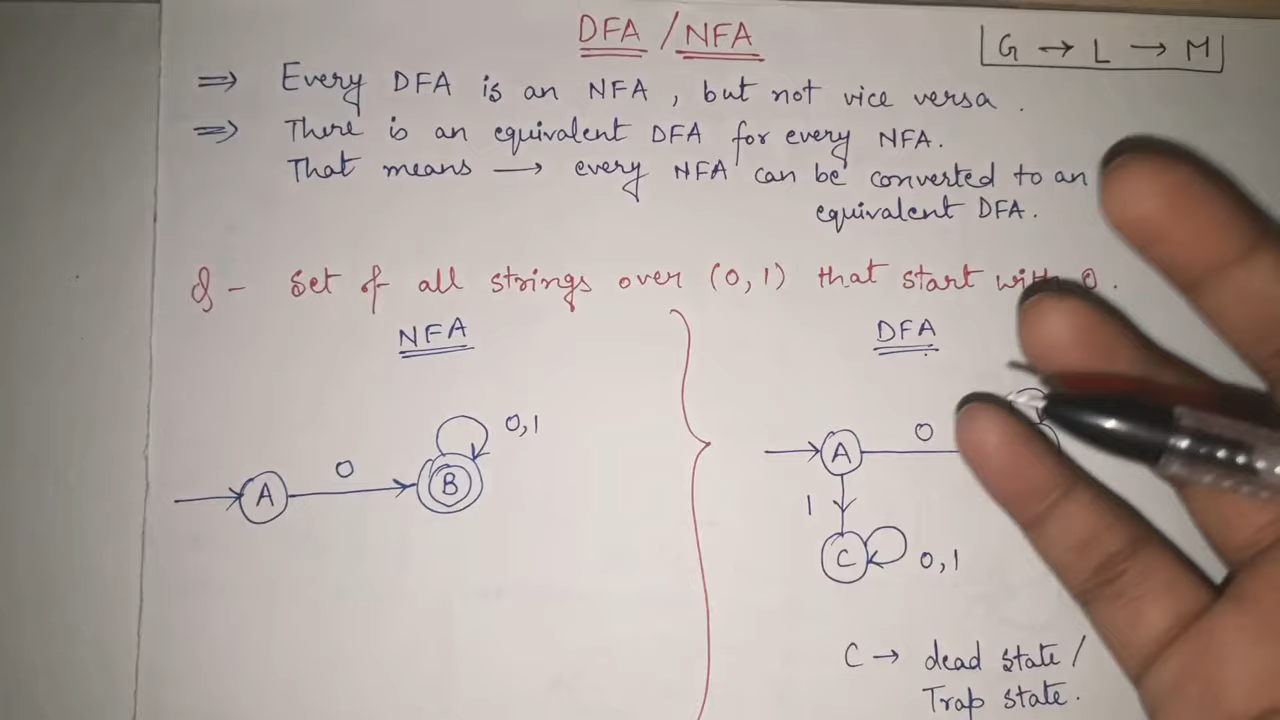 DFA / NFA
G → L → M
⇒ Every DFA is an NFA, but not vice versa.
⇒ There is an equivalent DFA for every NFA.
That means → every NFA can be converted to an
equivalent DFA.
Q - Set of all strings over (0, 1) that start with 0.
NFA
DFA
0,1
0
A
B
0
A
1
C
0,1
C → dead state /
Trap state.